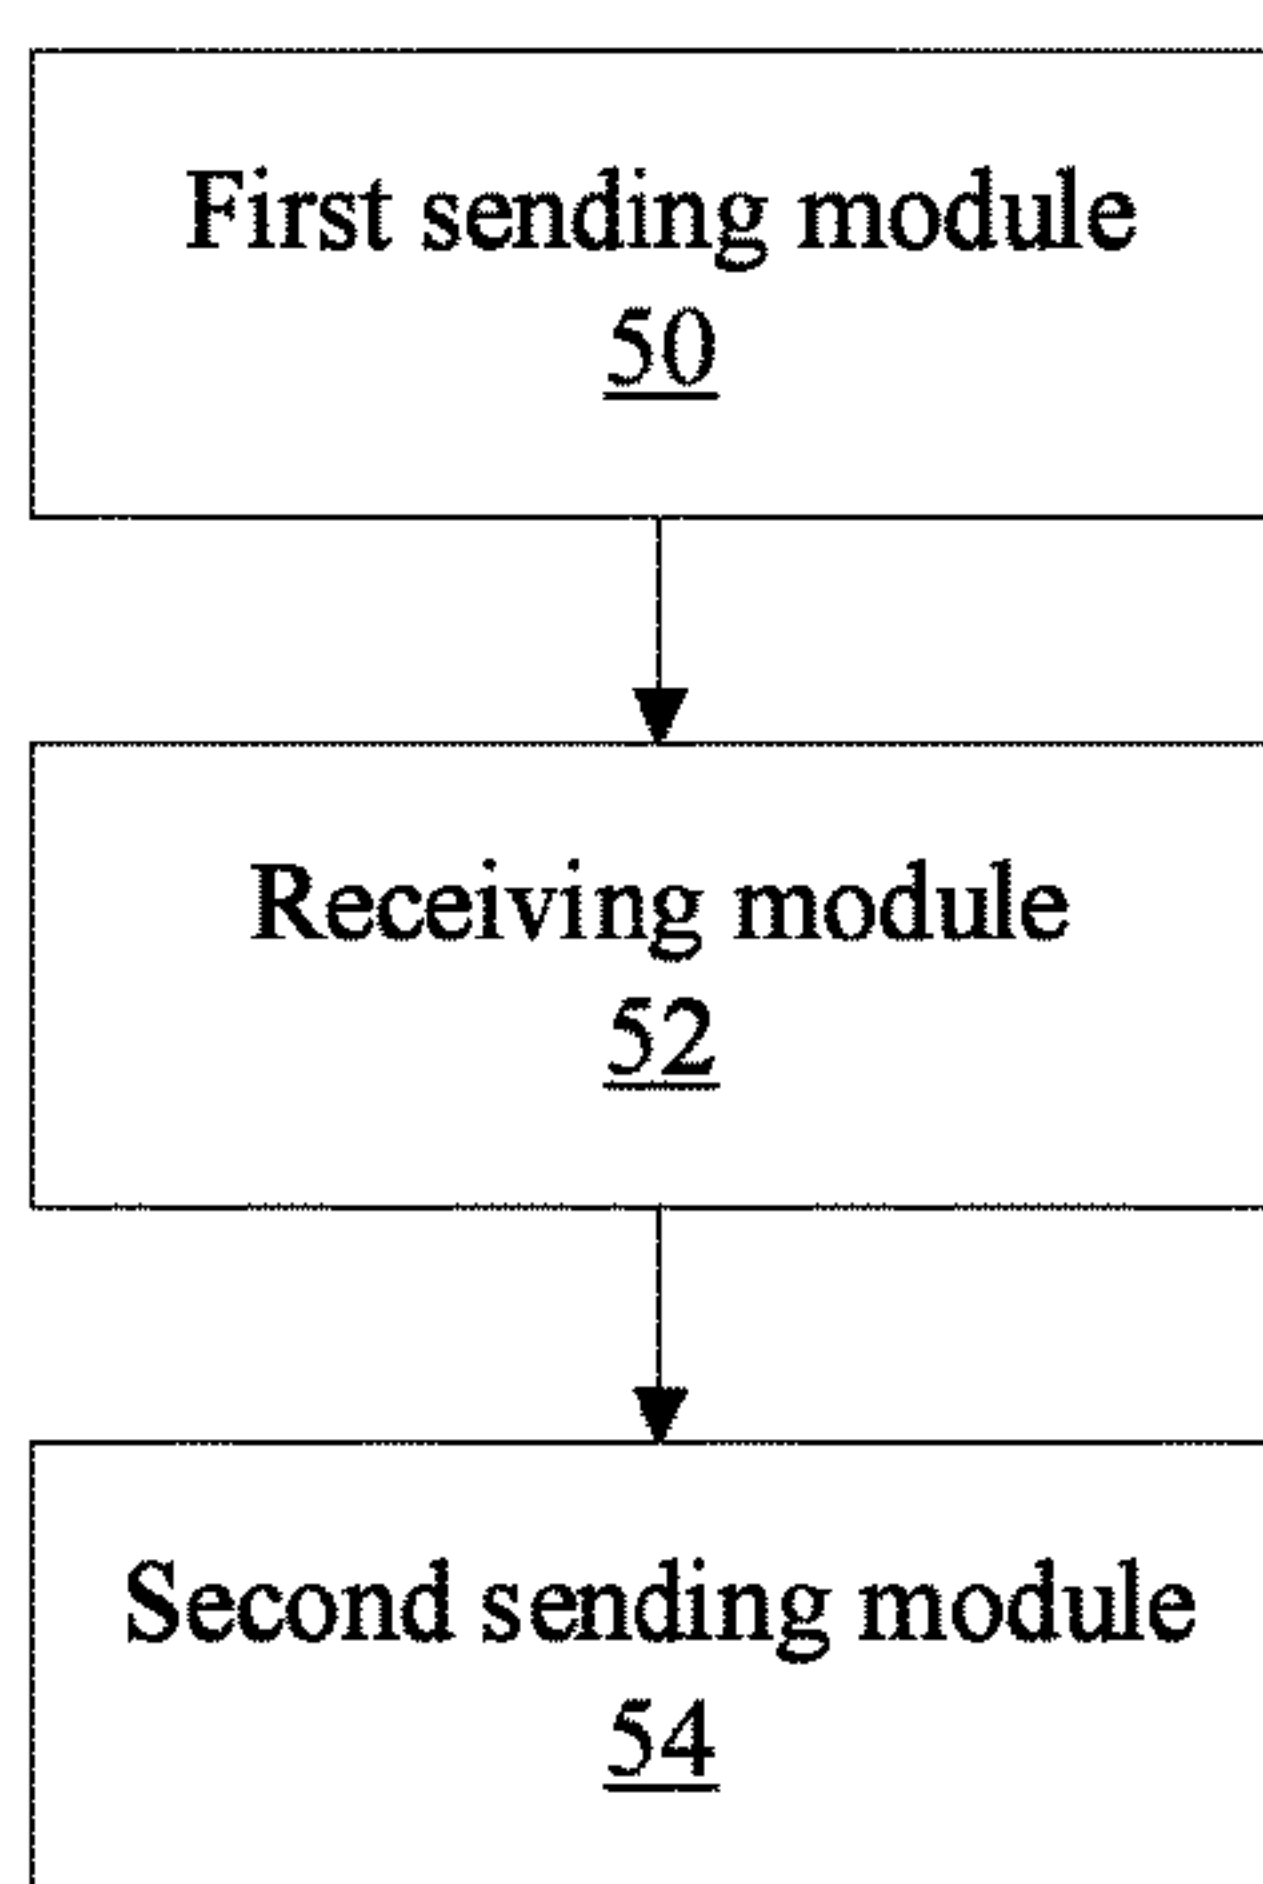 First sending module
50
Receiving module
52
Second sending module
54